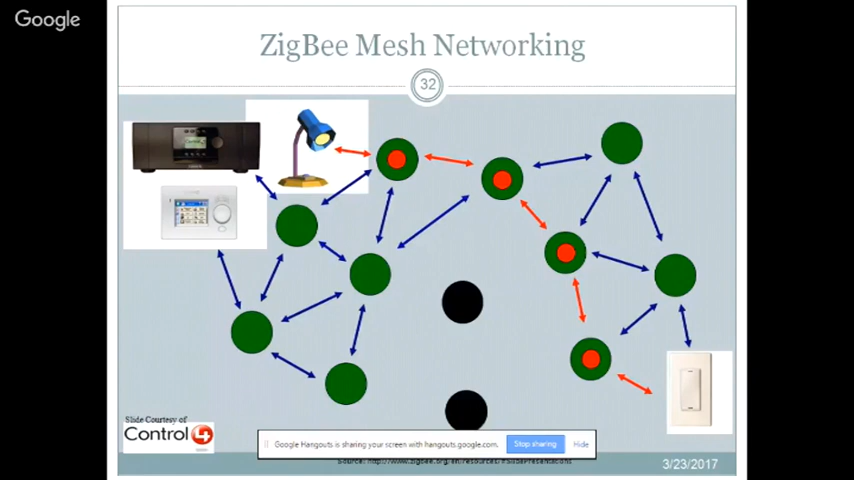 Google
ZigBee Mesh Networking
32
Slide Courtesy of
Control4
Google Hangouts is sharing your screen with hangouts.google.com.
Stop sharing
Hide
3/23/2017